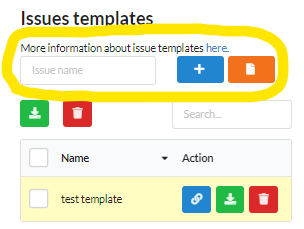 Issues templates
More information about issue templates here.
Issue name
Search...
Name Action
test template